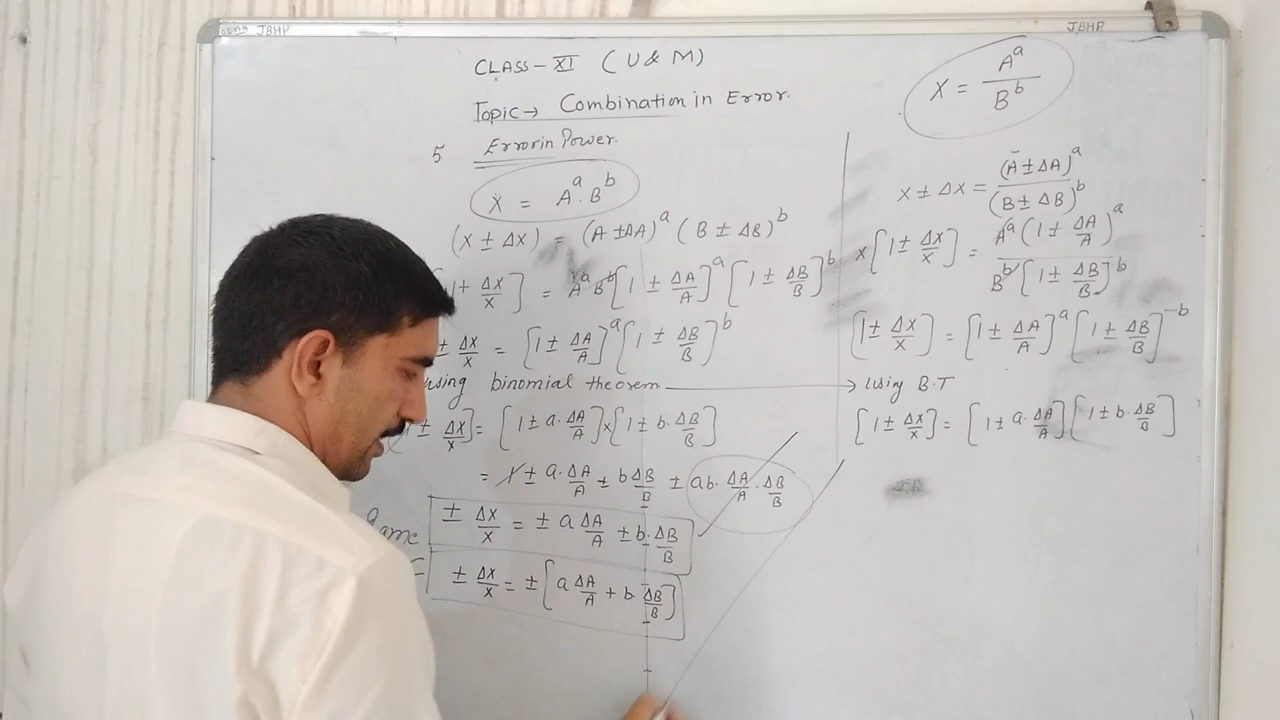 JBHP
JBHP
CLASS-XI (U & M)
Topic → Combination in Error.
5 Error in Power.
X = A^a . B^b
(X ± ΔX) = (A ± ΔA)^a (B ± ΔB)^b
1 ± ΔX/X ] = A^a B^b [1 ± ΔA/A]^a [1 ± ΔB/B]^b
± ΔX/X = [1 ± ΔA/A]^a [1 ± ΔB/B]^b
using binomial theorem
± ΔX/X] = [1 ± a. ΔA/A] × [1 ± b. ΔB/B]
= 1 ± a. ΔA/A ± b ΔB/B ± ab. ΔA/A . ΔB/B
± ΔX/X = ± a ΔA/A ± b. ΔB/B
± ΔX/X = ± [a ΔA/A + b. ΔB/B]
X = A^a / B^b
X ± ΔX = (A ± ΔA)^a / (B ± ΔB)^b
X [1 ± ΔX/X] = A^a (1 ± ΔA/A)^a / B^b [1 ± ΔB/B]^b
[1 ± ΔX/X] = [1 ± ΔA/A]^a [1 ± ΔB/B]^-b
→ Using B.T
[1 ± ΔX/X] = [1 ± a. ΔA/A] [1 ± b. ΔB/B]